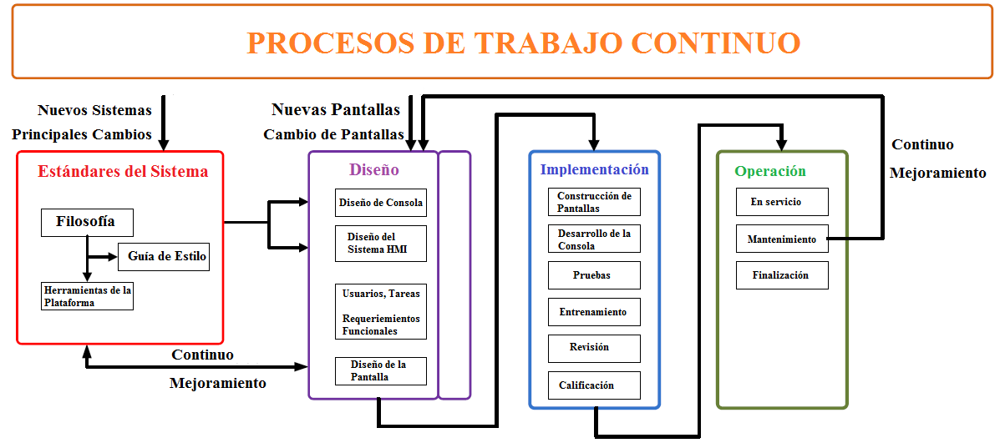 PROCESOS DE TRABAJO CONTINUO
Nuevos Sistemas
Principales Cambios
Nuevas Pantallas
Cambio de Pantallas
Continuo
Mejoramiento
Estándares del Sistema
Filosofía
Guía de Estilo
Herramientas de la
Plataforma
Continuo
Mejoramiento
Diseño
Diseño de Consola
Diseño del
Sistema HMI
Usuarios, Tareas
Requeriemientos
Funcionales
Diseño de la
Pantalla
Implementación
Construcción de
Pantallas
Desarrollo de la
Consola
Pruebas
Entrenamiento
Revisión
Calificación
Operación
En servicio
Mantenimiento
Finalización